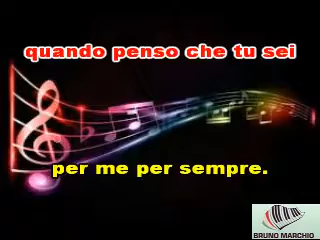 quando penso che tu sei
per me per sempre.
BRUNO MARCHIO